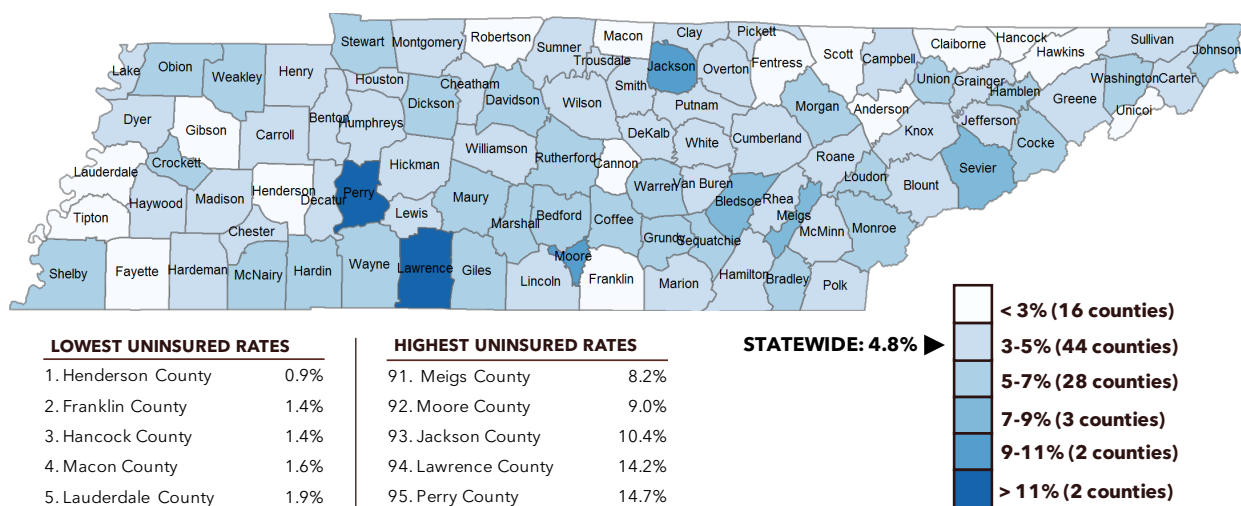 Stewart
Montgomery
Robertson
Sumner
Macon
Clay
Pickett
Scott
Claiborne
Hancock
Hawkins
Sullivan
Johnson
Lake
Obion
Weakley
Henry
Houston
Cheatham
Trousdale
Smith
Jackson
Overton
Fentress
Campbell
Union
Grainger
Hamblen
Washington
Carter
Unicoi
Greene
Dyer
Gibson
Carroll
Benton
Humphreys
Dickson
Davidson
Wilson
DeKalb
Putnam
White
Cumberland
Morgan
Anderson
Knox
Jefferson
Cocke
Sevier
Lauderdale
Crockett
Haywood
Madison
Henderson
Decatur
Perry
Hickman
Williamson
Rutherford
Cannon
Warren
Van Buren
Bledsoe
Rhea
Roane
Loudon
Blount
Tipton
Chester
Lewis
Maury
Marshall
Bedford
Coffee
Grundy
Sequatchie
Meigs
McMinn
Monroe
Shelby
Fayette
Hardeman
McNairy
Hardin
Wayne
Lawrence
Giles
Lincoln
Moore
Franklin
Marion
Hamilton
Bradley
Polk
STATEWIDE: 4.8%
< 3% (16 counties)
3-5% (44 counties)
5-7% (28 counties)
7-9% (3 counties)
9-11% (2 counties)
> 11% (2 counties)
LOWEST UNINSURED RATES
1. Henderson County 0.9%
2. Franklin County 1.4%
3. Hancock County 1.4%
4. Macon County 1.6%
5. Lauderdale County 1.9%
HIGHEST UNINSURED RATES
91. Meigs County 8.2%
92. Moore County 9.0%
93. Jackson County 10.4%
94. Lawrence County 14.2%
95. Perry County 14.7%